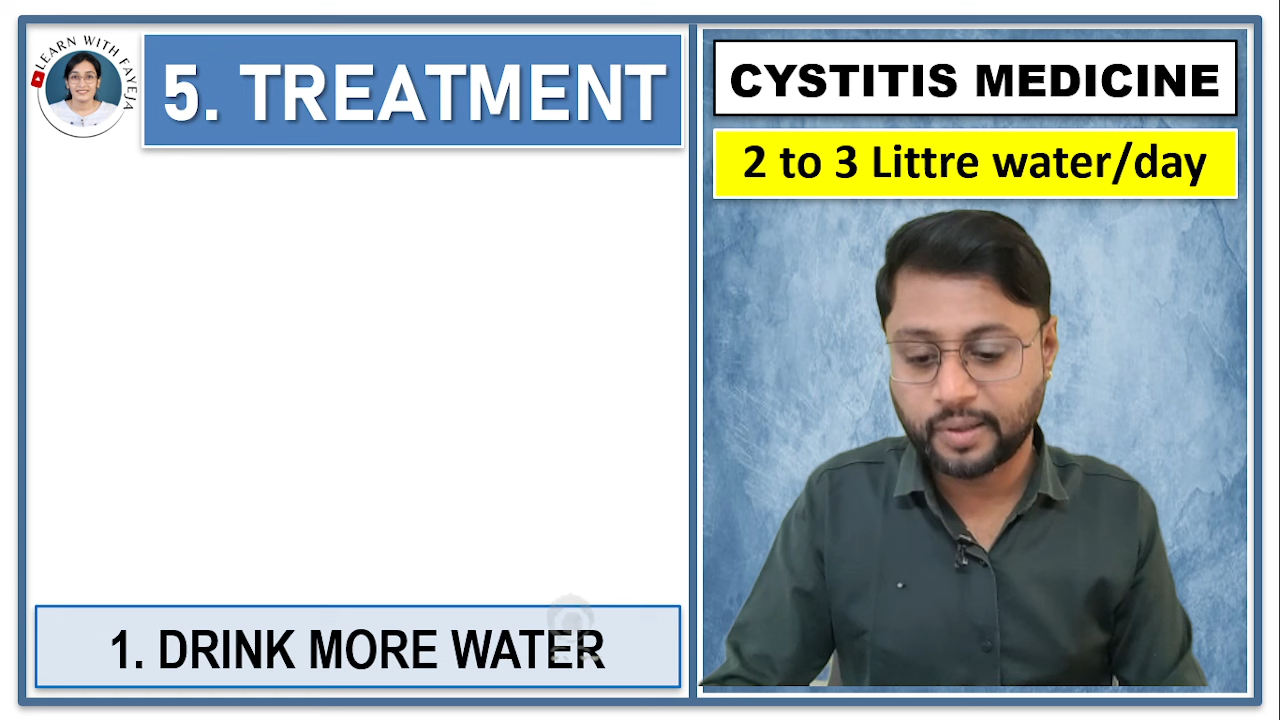 LEARN WITH FAYEJA
5. TREATMENT
1. DRINK MORE WATER
CYSTITIS MEDICINE
2 to 3 Littre water/day